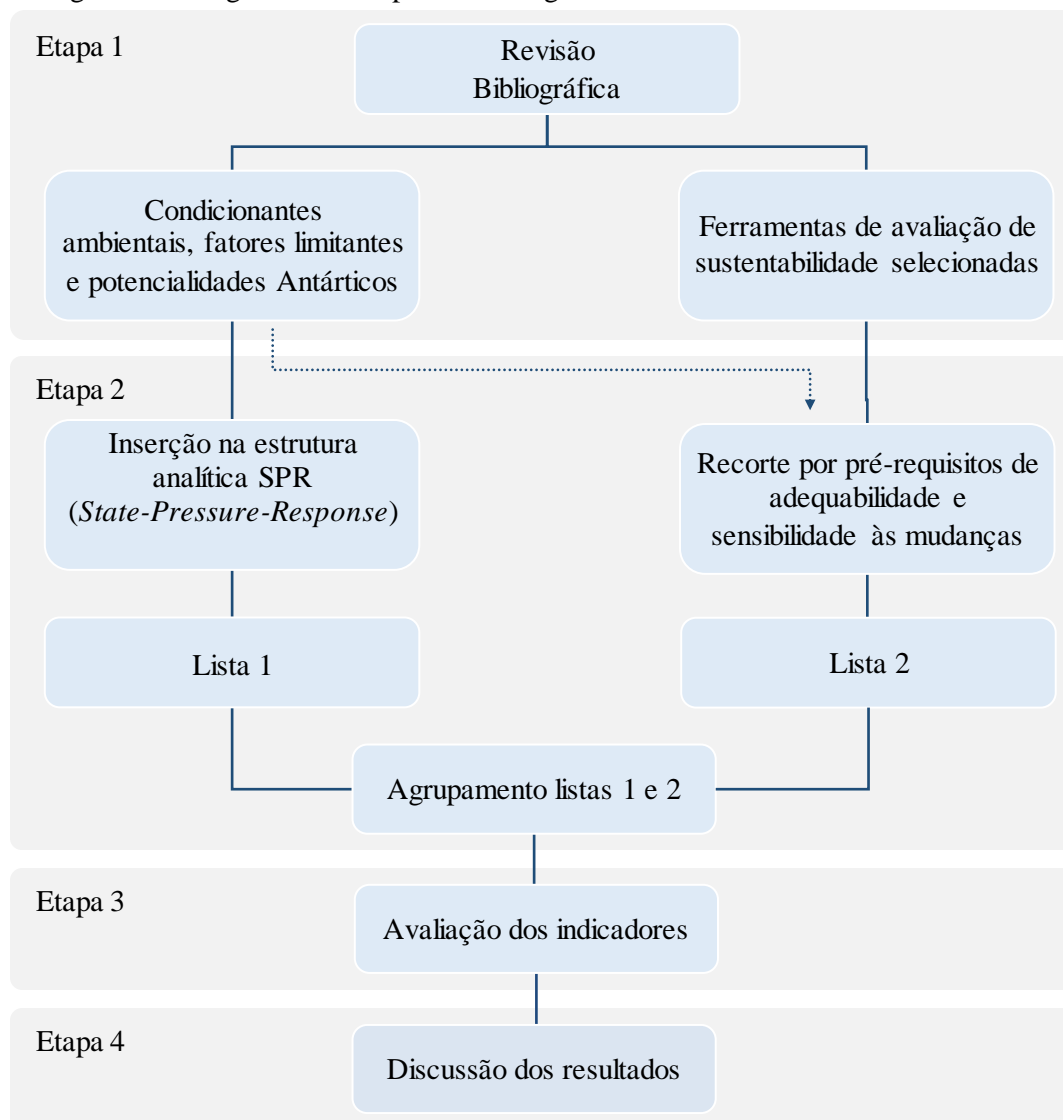 Etapa 1
Revisão
Bibliográfica
Condicionantes
ambientais, fatores limitantes
e potencialidades Antárticos
Ferramentas de avaliação de
sustentabilidade selecionadas
Etapa 2
Inserção na estrutura
analítica SPR
(State-Pressure-Response)
Recorte por pré-requisitos de
adequabilidade e
sensibilidade às mudanças
Lista 1
Lista 2
Agrupamento listas 1 e 2
Etapa 3
Avaliação dos indicadores
Etapa 4
Discussão dos resultados